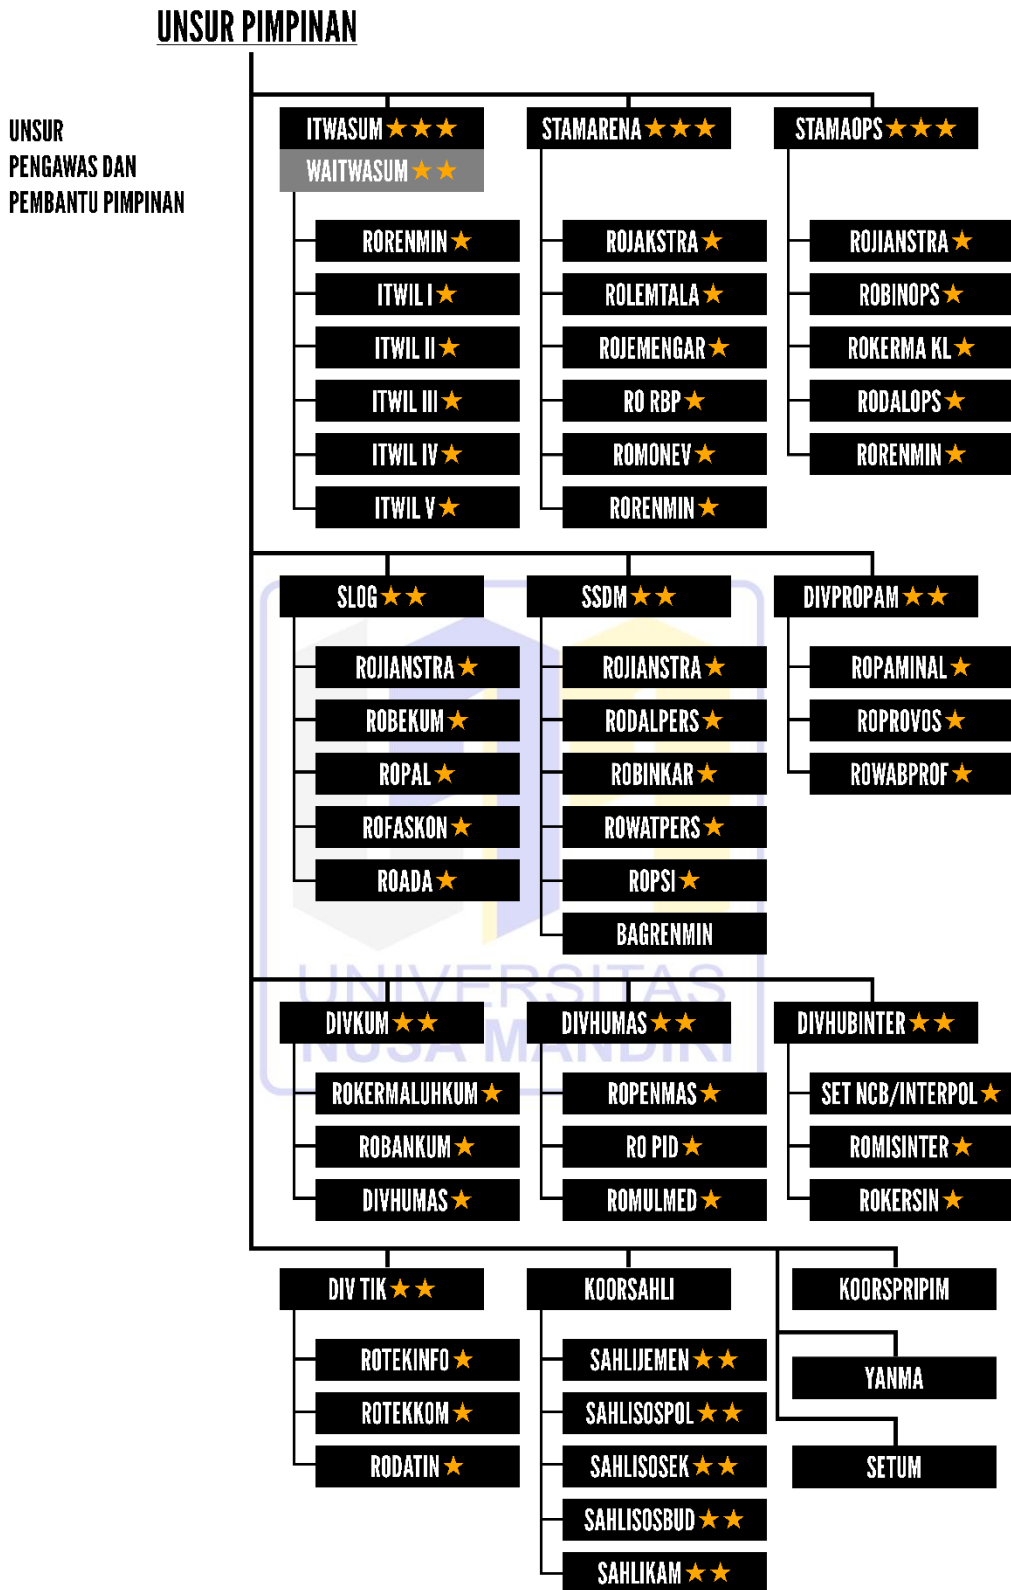 UNSUR PIMPINAN
UNSUR
PENGAWAS DAN
PEMBANTU PIMPINAN
ITWASUM
WAITWASUM
RORENMIN
ITWIL I
ITWIL II
ITWIL III
ITWIL IV
ITWIL V
STAMARENA
ROJAKSTRA
ROLEMTALA
ROJEMENGAR
RO RBP
ROMONEV
RORENMIN
STAMAOPS
ROJIANSTRA
ROBINOPS
ROKERMA KL
RODALOPS
RORENMIN
SLOG
ROJIANSTRA
ROBEKUM
ROPAL
ROFASKON
ROADA
SSDM
ROJIANSTRA
RODALPERS
ROBINKAR
ROWATPERS
ROPSI
BAGRENMIN
DIVPROPAM
ROPAMINAL
ROPROVOS
ROWABPROF
UNIVERSITAS
NUSA MANDIRI
DIVKUM
ROKERMALUHKUM
ROBANKUM
DIVHUMAS
DIVHUMAS
ROPENMAS
RO PID
ROMULMED
DIVHUBINTER
SET NCB/INTERPOL
ROMISINTER
ROKERSIN
DIV TIK
ROTEKINFO
ROTEKKOM
RODATIN
KOORSAHLI
SAHLIJEMEN
SAHLISOSPOL
SAHLISOSEK
SAHLISOSBUD
SAHLIKAM
KOORSPRIPIM
YANMA
SETUM